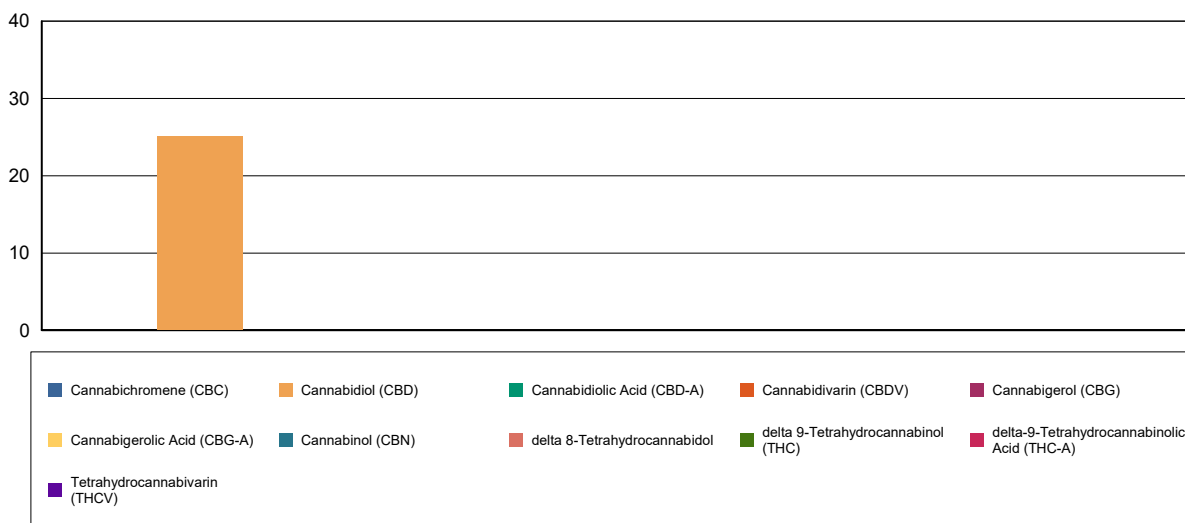 40
30
20
10
0
Cannabichromene (CBC)
Cannabidiol (CBD)
Cannabidiolic Acid (CBD-A)
Cannabidivarin (CBDV)
Cannabigerol (CBG)
Cannabigerolic Acid (CBG-A)
Cannabinol (CBN)
delta 8-Tetrahydrocannabidol
delta 9-Tetrahydrocannabinol
(THC)
delta-9-Tetrahydrocannabinolic
Acid (THC-A)
Tetrahydrocannabivarin
(THCV)